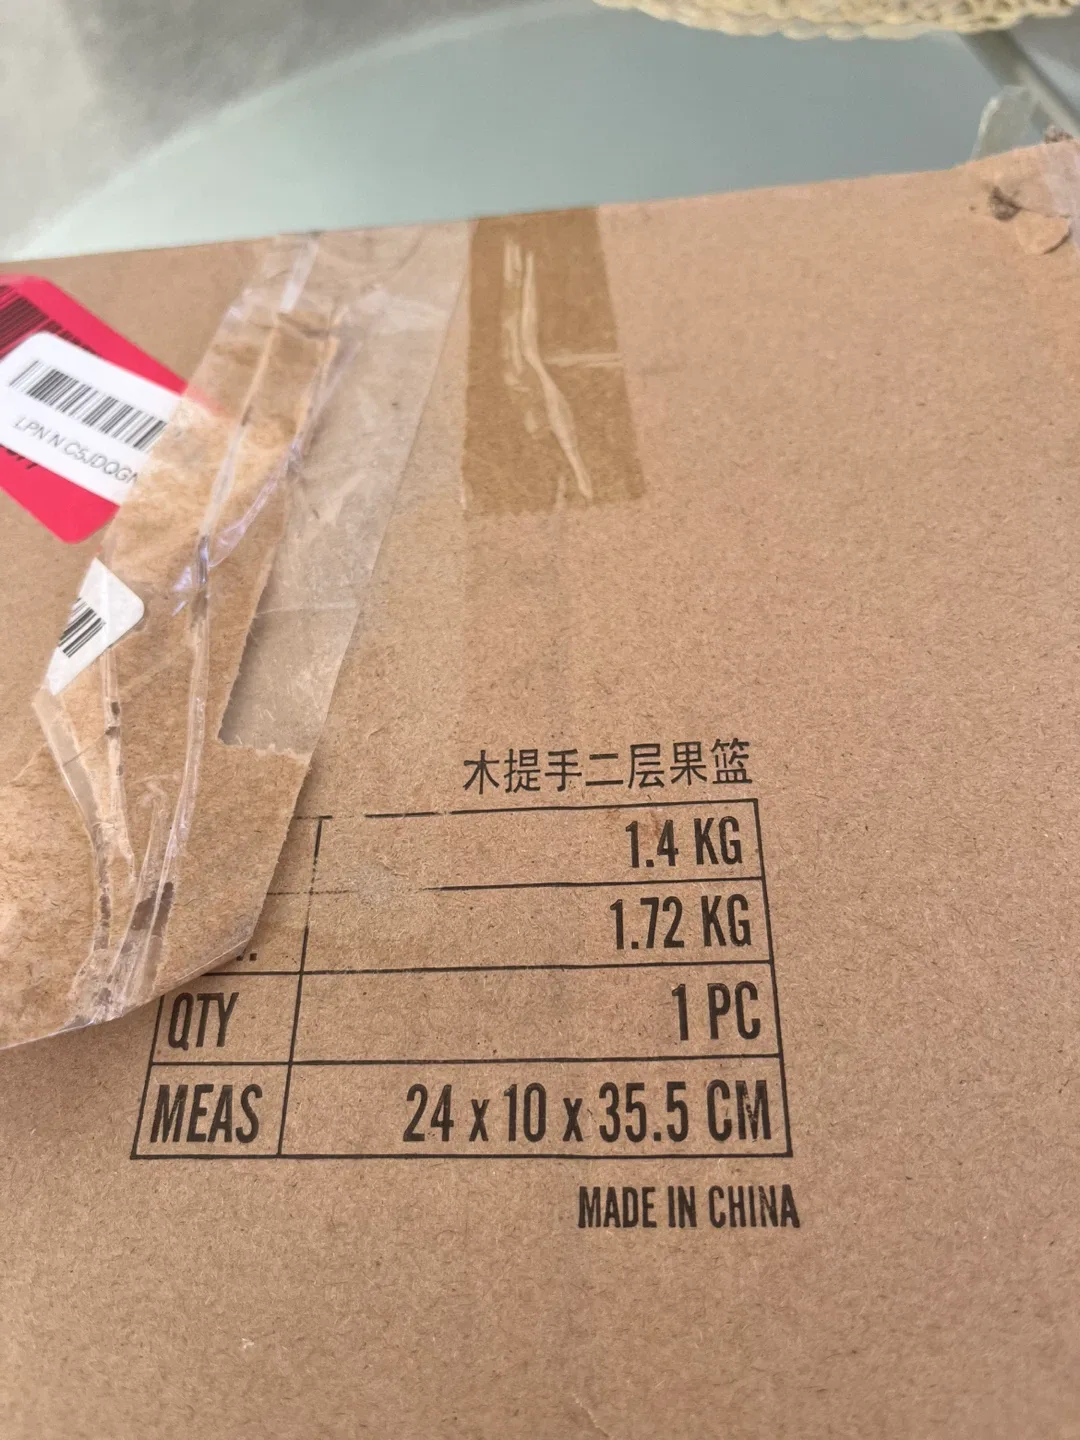 LPN N C5JDQG
木提手二层果篮
1.4 KG
1.72 KG
QTY 1 PC
MEAS 24 x 10 x 35.5 CM
MADE IN CHINA